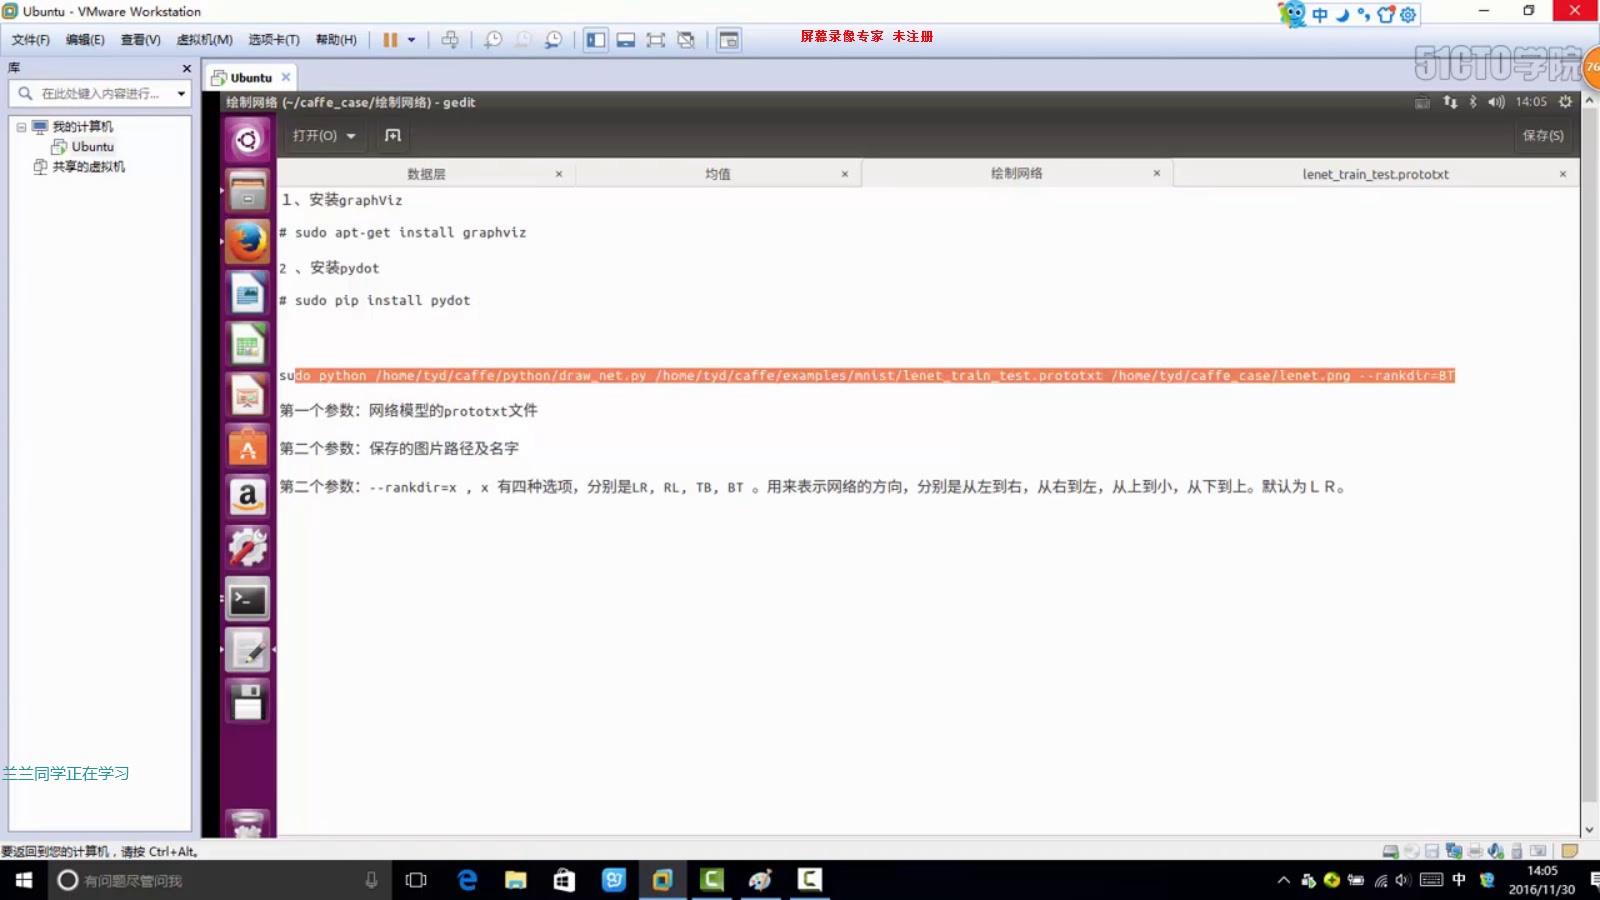 Ubuntu - VMware Workstation
中
文件(F) 编辑(E) 查看(V) 虚拟机(M) 选项卡(T) 帮助(H)
屏幕录像专家 未注册
51CTO学院
76
库
在此处键入内容进行...
我的计算机
Ubuntu
共享的虚拟机
Ubuntu
绘制网络 (~/caffe_case/绘制网络) - gedit
14:05
打开(O)
保存(S)
数据层
均值
绘制网络
lenet_train_test.prototxt
１、安装graphViz
# sudo apt-get install graphviz
2 、安装pydot
# sudo pip install pydot
sudo python /home/tyd/caffe/python/draw_net.py /home/tyd/caffe/examples/mnist/lenet_train_test.prototxt /home/tyd/caffe_case/lenet.png --rankdir=BT
第一个参数：网络模型的prototxt文件
第二个参数：保存的图片路径及名字
第二个参数：--rankdir=x , x 有四种选项，分别是LR, RL, TB, BT 。用来表示网络的方向，分别是从左到右，从右到左，从上到小，从下到上。默认为ＬＲ。
兰兰同学正在学习
要返回到您的计算机，请按 Ctrl+Alt。
有问题尽管问我
中
14:05
2016/11/30